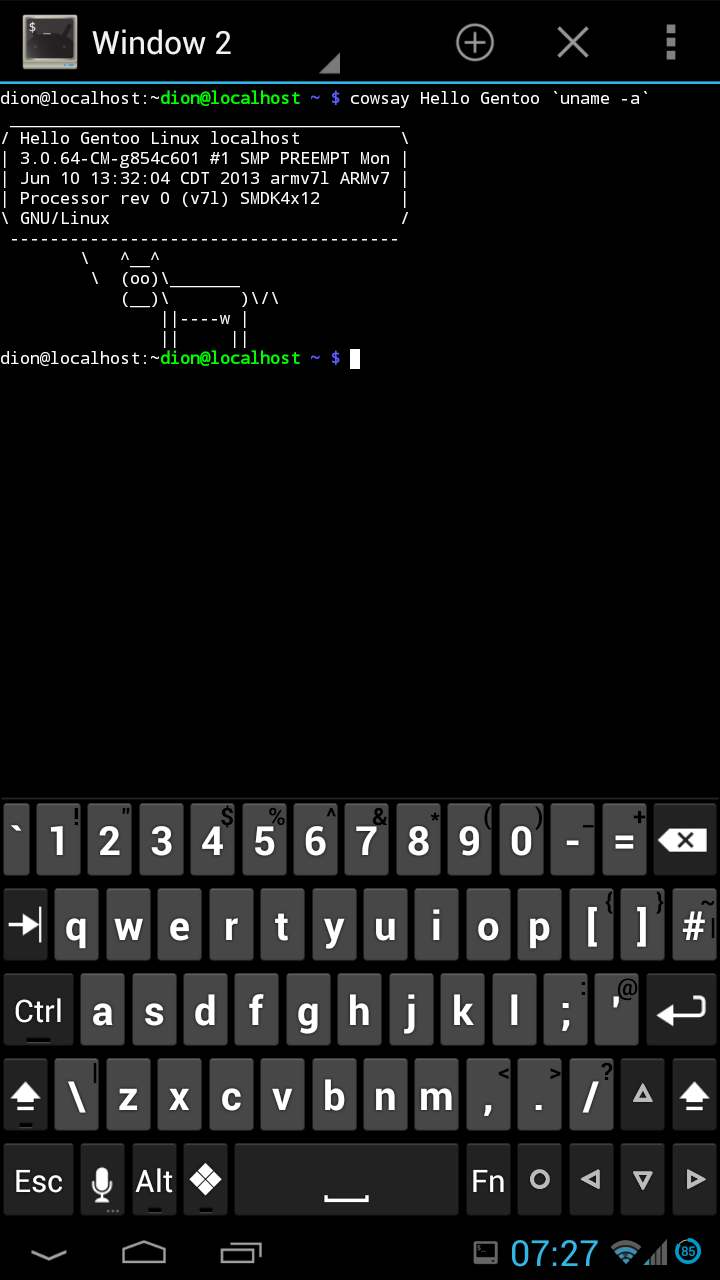 $_
Window 2
dion@localhost:~dion@localhost ~ $ cowsay Hello Gentoo `uname -a`
 _______________________________________
/ Hello Gentoo Linux localhost          \
| 3.0.64-CM-g854c601 #1 SMP PREEMPT Mon |
| Jun 10 13:32:04 CDT 2013 armv7l ARMv7 |
| Processor rev 0 (v7l) SMDK4x12        |
\ GNU/Linux                             /
 ---------------------------------------
        \   ^__^
         \  (oo)\_______
            (__)\       )\/\
                ||----w |
                ||     ||
dion@localhost:~dion@localhost ~ $
! " $ % ^ & * ( ) _ +
` 1 2 3 4 5 6 7 8 9 0 - =
{ } ~
q w e r t y u i o p [ ] # |
: @
Ctrl a s d f g h j k l ; '
| < > ?
\ z x c v b n m , . /
Esc Alt Fn
07:27 85